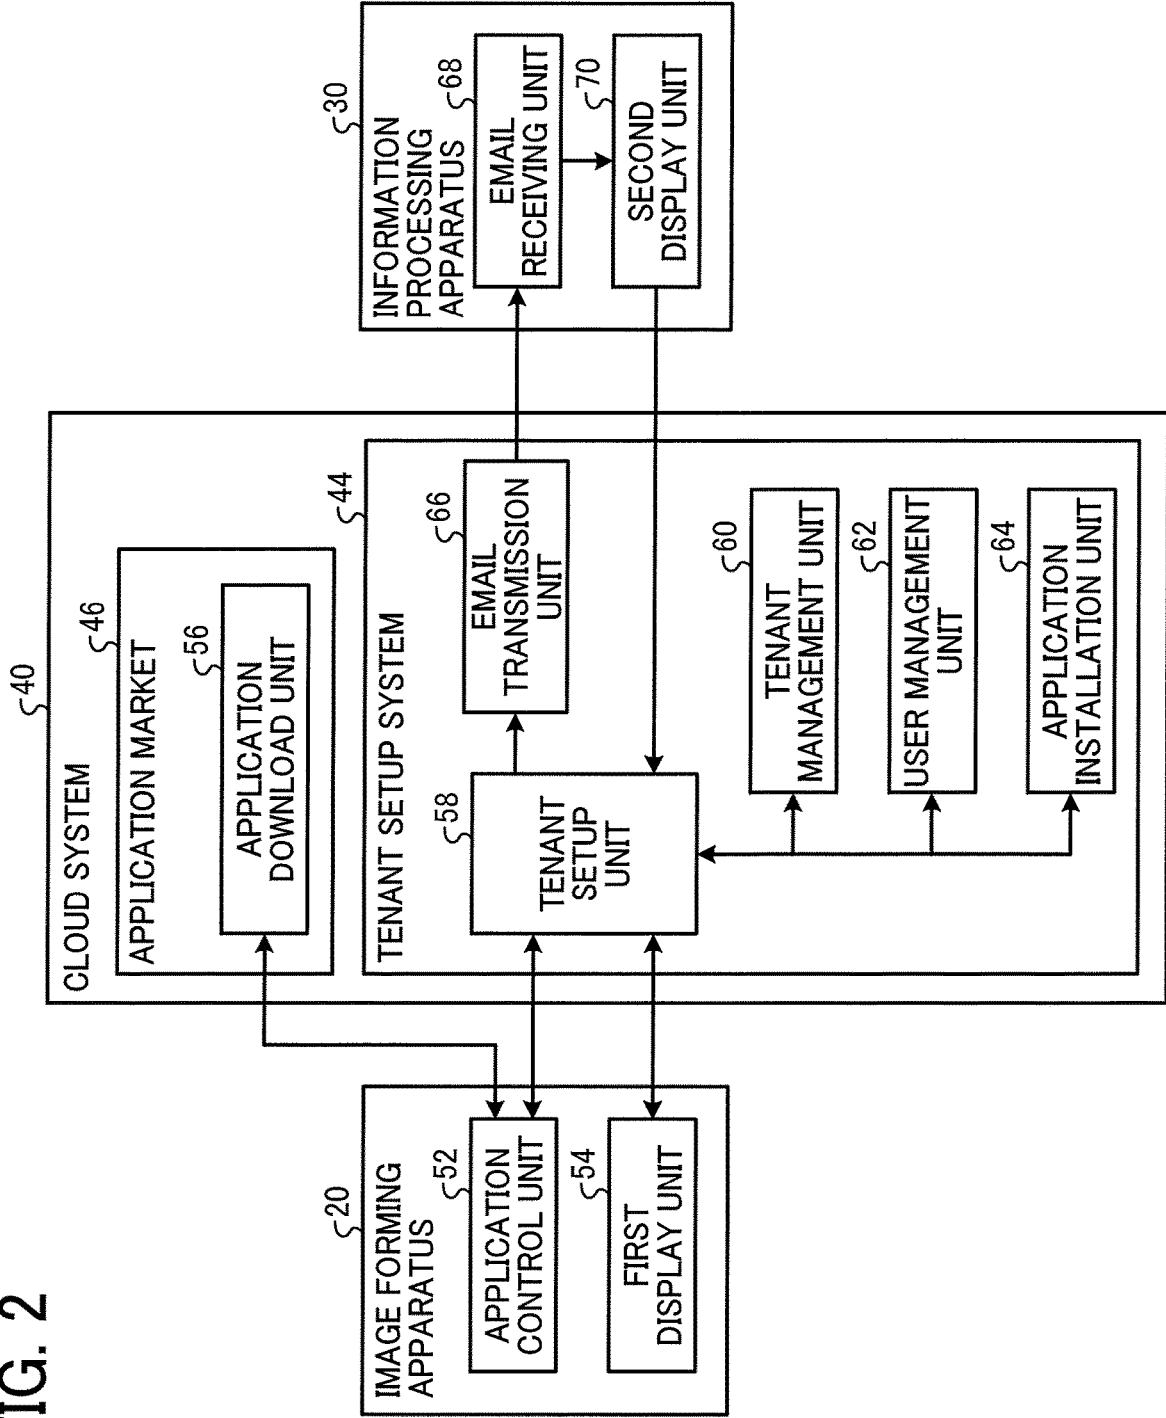 IG. 2
20
IMAGE FORMING
APPARATUS
52
APPLICATION
CONTROL UNIT
54
FIRST
DISPLAY UNIT
40
CLOUD SYSTEM
46
APPLICATION MARKET
56
APPLICATION
DOWNLOAD UNIT
44
TENANT SETUP SYSTEM
58
TENANT
SETUP
UNIT
66
EMAIL
TRANSMISSION
UNIT
60
TENANT
MANAGEMENT UNIT
62
USER MANAGEMENT
UNIT
64
APPLICATION
INSTALLATION UNIT
30
INFORMATION
PROCESSING
APPARATUS
68
EMAIL
RECEIVING UNIT
70
SECOND
DISPLAY UNIT